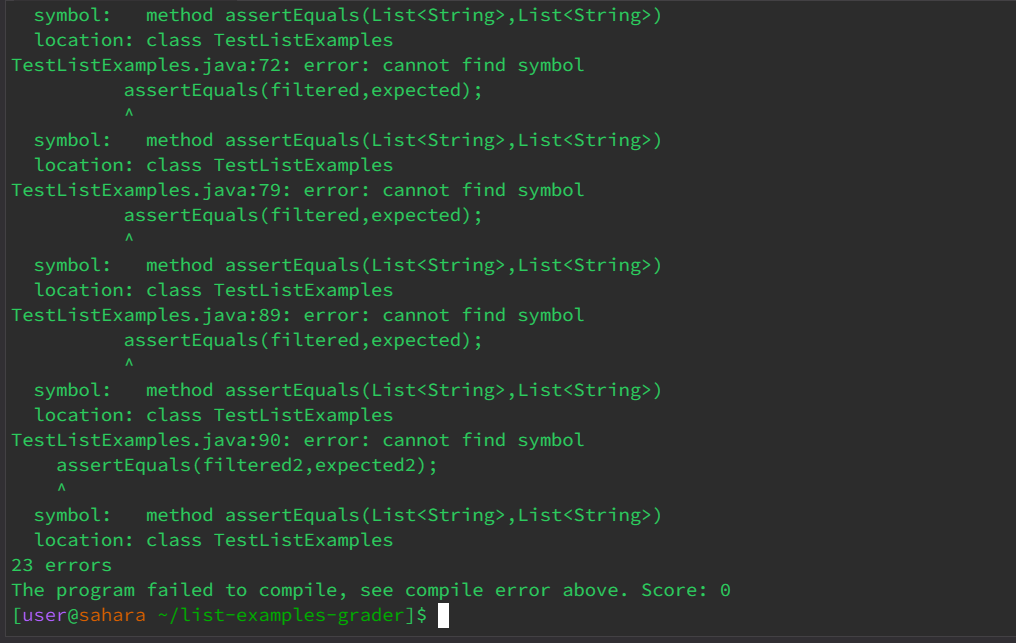 symbol:   method assertEquals(List<String>,List<String>)
  location: class TestListExamples
TestListExamples.java:72: error: cannot find symbol
          assertEquals(filtered,expected);
          ^
  symbol:   method assertEquals(List<String>,List<String>)
  location: class TestListExamples
TestListExamples.java:79: error: cannot find symbol
          assertEquals(filtered,expected);
          ^
  symbol:   method assertEquals(List<String>,List<String>)
  location: class TestListExamples
TestListExamples.java:89: error: cannot find symbol
          assertEquals(filtered,expected);
          ^
  symbol:   method assertEquals(List<String>,List<String>)
  location: class TestListExamples
TestListExamples.java:90: error: cannot find symbol
    assertEquals(filtered2,expected2);
    ^
  symbol:   method assertEquals(List<String>,List<String>)
  location: class TestListExamples
23 errors
The program failed to compile, see compile error above. Score: 0
[user@sahara ~/list-examples-grader]$